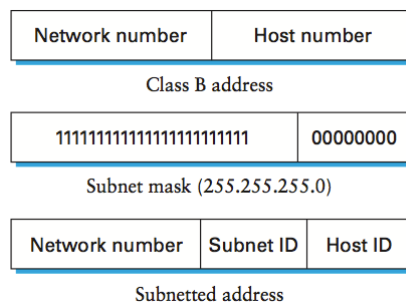 Network number Host number
Class B address
111111111111111111111111 00000000
Subnet mask (255.255.255.0)
Network number Subnet ID Host ID
Subnetted address